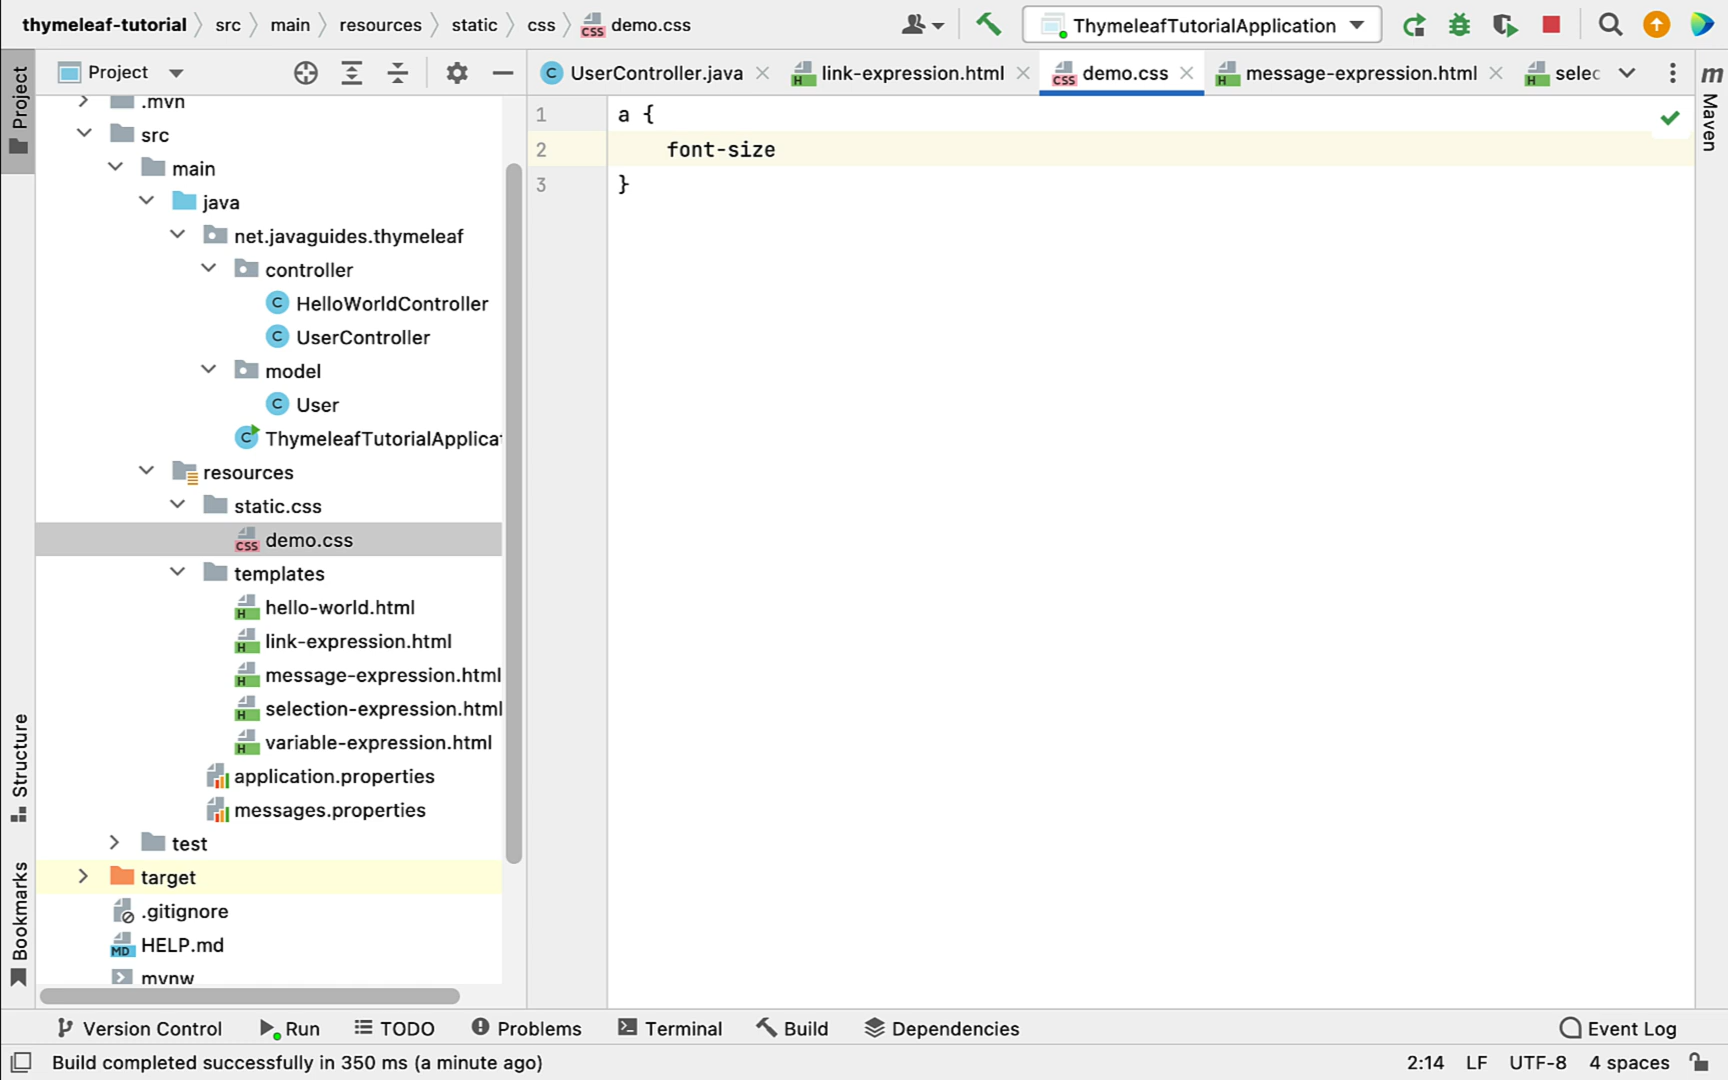 thymeleaf-tutorial src main resources static css demo.css
ThymeleafTutorialApplication
Project
UserController.java
link-expression.html
demo.css
message-expression.html
selec
Project
Structure
Bookmarks
m Maven
.mvn
src
main
java
net.javaguides.thymeleaf
controller
C HelloWorldController
C UserController
model
C User
C ThymeleafTutorialApplica
resources
static.css
CSS demo.css
templates
H hello-world.html
H link-expression.html
H message-expression.html
H selection-expression.html
H variable-expression.html
application.properties
messages.properties
test
target
.gitignore
MD HELP.md
mvnw
1 a {
2 font-size
3 }
Version Control
Run
TODO
Problems
Terminal
Build
Dependencies
Event Log
Build completed successfully in 350 ms (a minute ago)
2:14 LF UTF-8 4 spaces